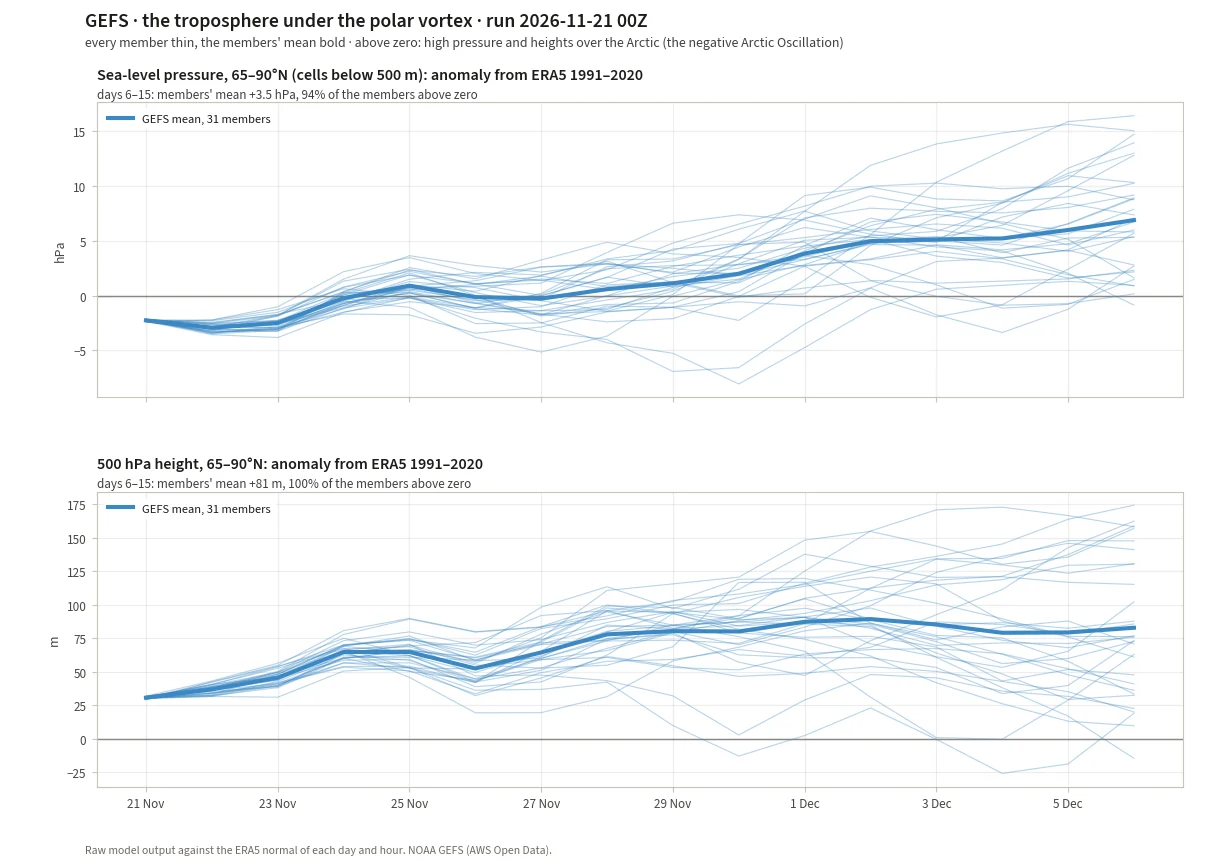 GEFS · the troposphere under the polar vortex · run 2026-11-21 00Z
every member thin, the members' mean bold · above zero: high pressure and heights over the Arctic (the negative Arctic Oscillation)
Sea-level pressure, 65–90°N (cells below 500 m): anomaly from ERA5 1991–2020
days 6–15: members' mean +3.5 hPa, 94% of the members above zero
GEFS mean, 31 members
15
10
5
0
−5
hPa
500 hPa height, 65–90°N: anomaly from ERA5 1991–2020
days 6–15: members' mean +81 m, 100% of the members above zero
GEFS mean, 31 members
175
150
125
100
75
50
25
0
−25
m
21 Nov 23 Nov 25 Nov 27 Nov 29 Nov 1 Dec 3 Dec 5 Dec
Raw model output against the ERA5 normal of each day and hour. NOAA GEFS (AWS Open Data).